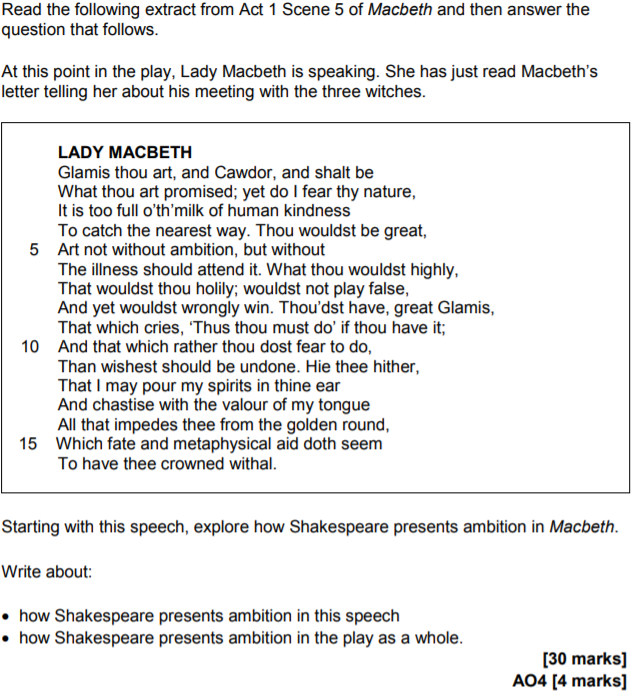 Read the following extract from Act 1 Scene 5 of Macbeth and then answer the
question that follows.
At this point in the play, Lady Macbeth is speaking. She has just read Macbeth's
letter telling her about his meeting with the three witches.
LADY MACBETH
Glamis thou art, and Cawdor, and shalt be
What thou art promised; yet do I fear thy nature,
It is too full o'th'milk of human kindness
To catch the nearest way. Thou wouldst be great,
5 Art not without ambition, but without
The illness should attend it. What thou wouldst highly,
That wouldst thou holily; wouldst not play false,
And yet wouldst wrongly win. Thou'dst have, great Glamis,
That which cries, 'Thus thou must do' if thou have it;
10 And that which rather thou dost fear to do,
Than wishest should be undone. Hie thee hither,
That I may pour my spirits in thine ear
And chastise with the valour of my tongue
All that impedes thee from the golden round,
15 Which fate and metaphysical aid doth seem
To have thee crowned withal.
Starting with this speech, explore how Shakespeare presents ambition in Macbeth.
Write about:
• how Shakespeare presents ambition in this speech
• how Shakespeare presents ambition in the play as a whole.
[30 marks]
AO4 [4 marks]